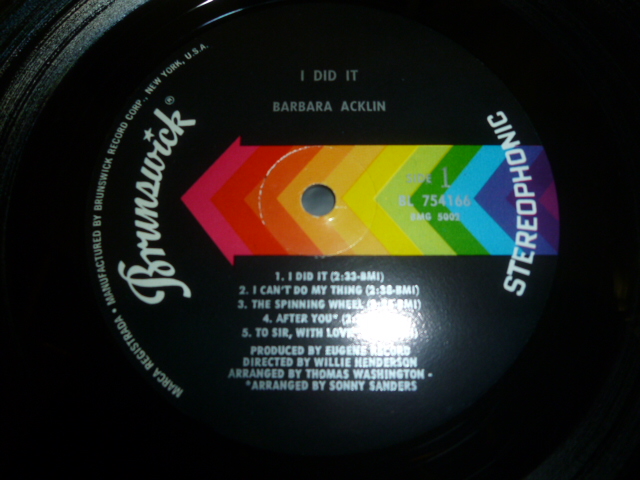 I DID IT
BARBARA ACKLIN
Brunswick®
STEREOPHONIC
1
BL 754166
BMG 5002
1. I DID IT (2:33-BMI)
2. I CAN'T DO MY THING (2:38-BMI)
3. THE SPINNING WHEEL
4. AFTER YOU*
5. TO SIR, WITH LOVE
PRODUCED BY EUGENE RECORD
DIRECTED BY WILLIE HENDERSON
ARRANGED BY THOMAS WASHINGTON -
*ARRANGED BY SONNY SANDERS
MARCA REGISTRADA • MANUFACTURED BY BRUNSWICK RECORD CORP., NEW YORK, U.S.A.